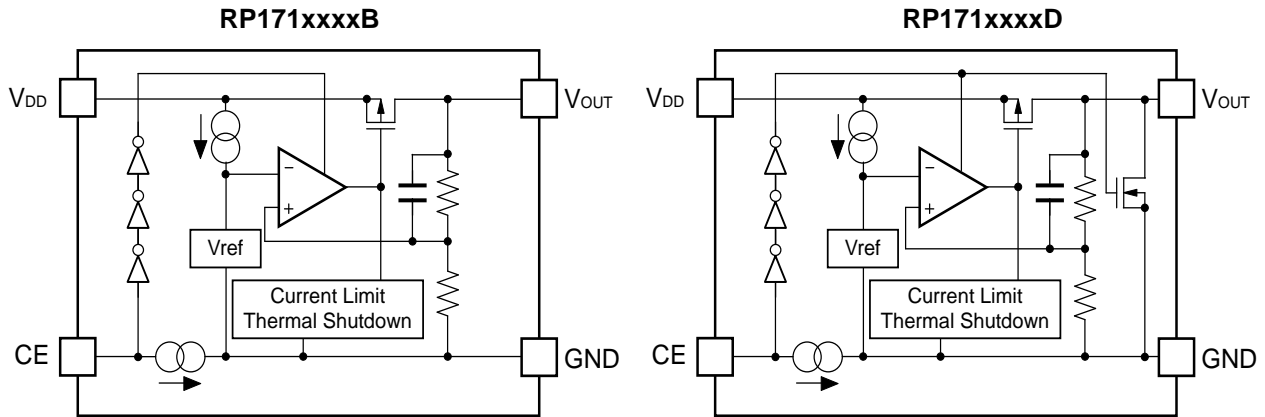 RP171xxxxB
VDD
VOUT
−
+
Vref
Current Limit
Thermal Shutdown
CE
GND
RP171xxxxD
VDD
VOUT
−
+
Vref
Current Limit
Thermal Shutdown
CE
GND